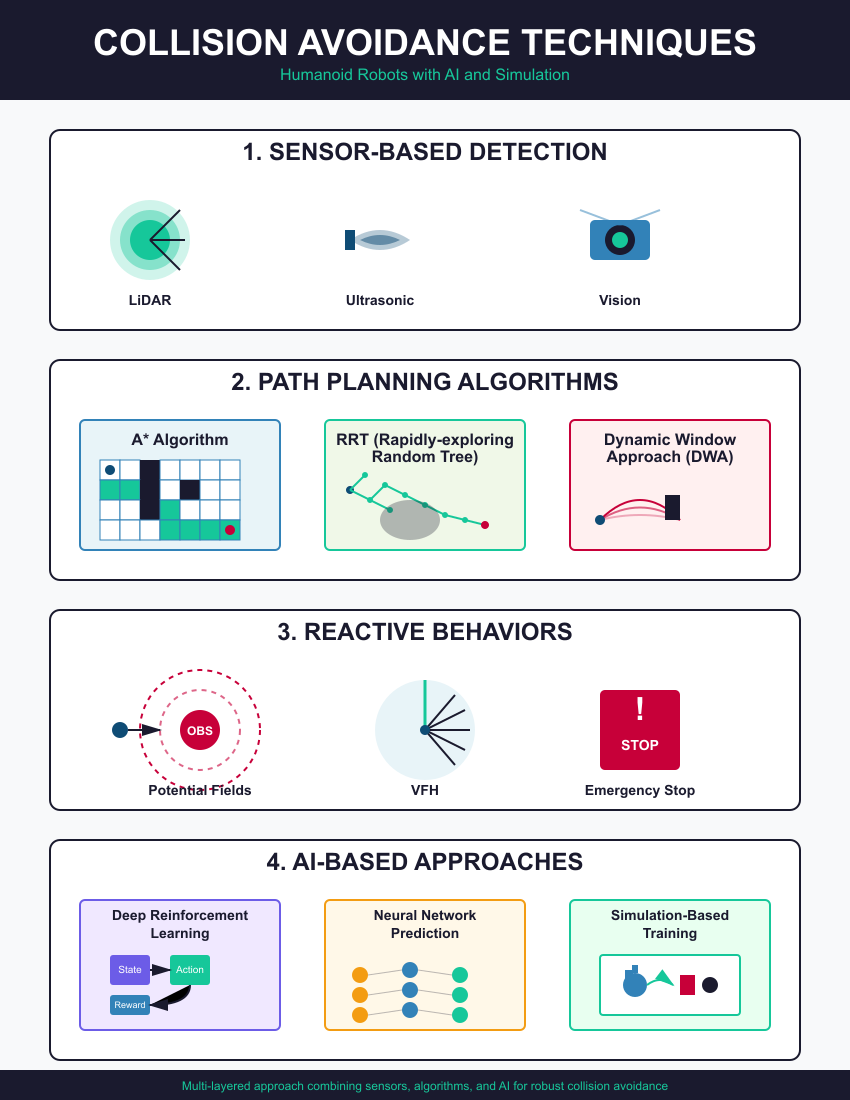 COLLISION AVOIDANCE TECHNIQUES
Humanoid Robots with AI and Simulation
1. SENSOR-BASED DETECTION
LiDAR
Ultrasonic
Vision
2. PATH PLANNING ALGORITHMS
A* Algorithm
RRT (Rapidly-exploring
Random Tree)
Dynamic Window
Approach (DWA)
3. REACTIVE BEHAVIORS
OBS
Potential Fields
VFH
!
STOP
Emergency Stop
4. AI-BASED APPROACHES
Deep Reinforcement
Learning
State
Action
Reward
Neural Network
Prediction
Simulation-Based
Training
Multi-layered approach combining sensors, algorithms, and AI for robust collision avoidance